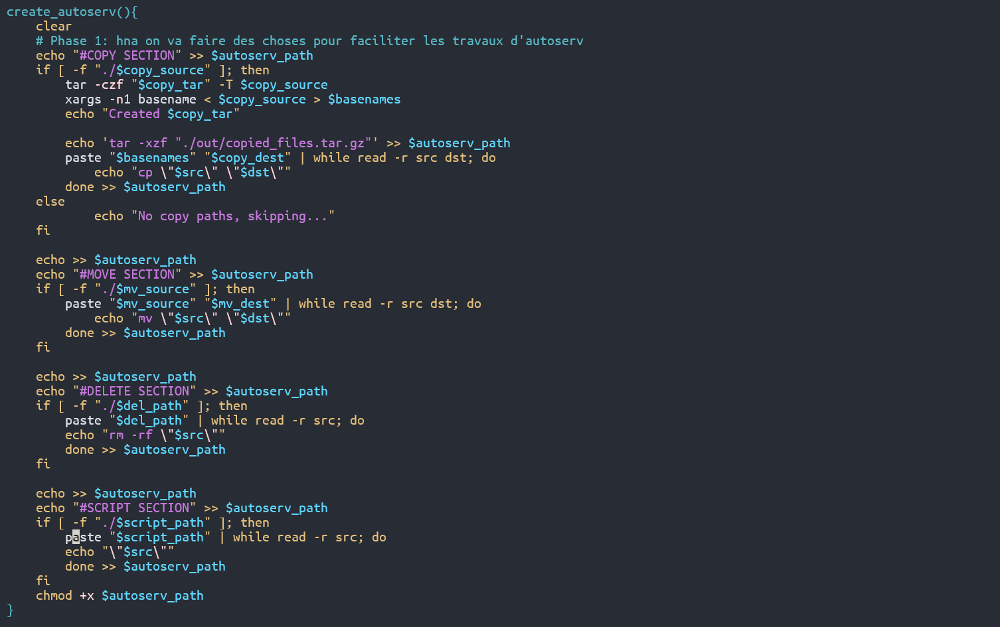 create_autoserv(){
    clear
    # Phase 1: hna on va faire des choses pour faciliter les travaux d'autoserv
    echo "#COPY SECTION" >> $autoserv_path
    if [ -f "./$copy_source" ]; then
        tar -czf "$copy_tar" -T $copy_source
        xargs -n1 basename < $copy_source > $basenames
        echo "Created $copy_tar"

        echo 'tar -xzf "./out/copied_files.tar.gz"' >> $autoserv_path
        paste "$basenames" "$copy_dest" | while read -r src dst; do
            echo "cp \"$src\" \"$dst\""
        done >> $autoserv_path
    else
            echo "No copy paths, skipping..."
    fi

    echo >> $autoserv_path
    echo "#MOVE SECTION" >> $autoserv_path
    if [ -f "./$mv_source" ]; then
        paste "$mv_source" "$mv_dest" | while read -r src dst; do
            echo "mv \"$src\" \"$dst\""
        done >> $autoserv_path
    fi

    echo >> $autoserv_path
    echo "#DELETE SECTION" >> $autoserv_path
    if [ -f "./$del_path" ]; then
        paste "$del_path" | while read -r src; do
        echo "rm -rf \"$src\""
        done >> $autoserv_path
    fi

    echo >> $autoserv_path
    echo "#SCRIPT SECTION" >> $autoserv_path
    if [ -f "./$script_path" ]; then
        paste "$script_path" | while read -r src; do
        echo "\"$src\""
        done >> $autoserv_path
    fi
    chmod +x $autoserv_path
}